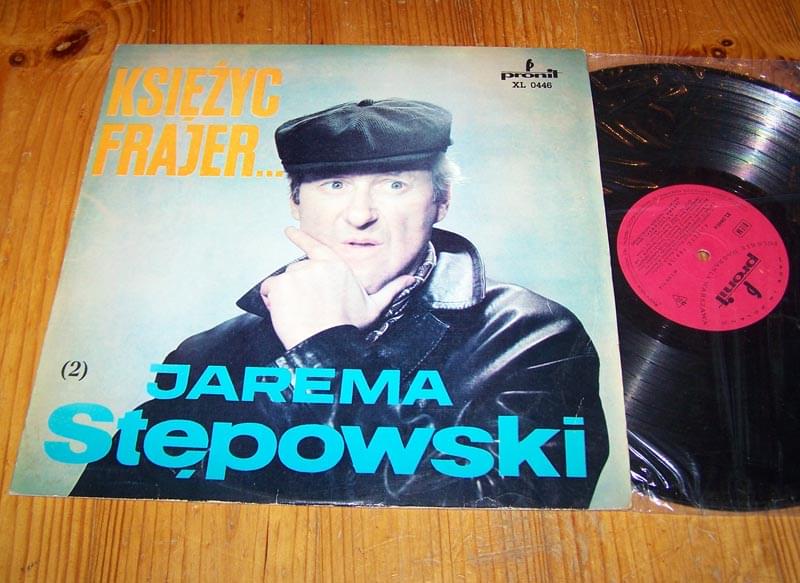 KSIĘŻYC
FRAJER...
pronit
XL 0446
(2)
JAREMA
Stępowski
pronit